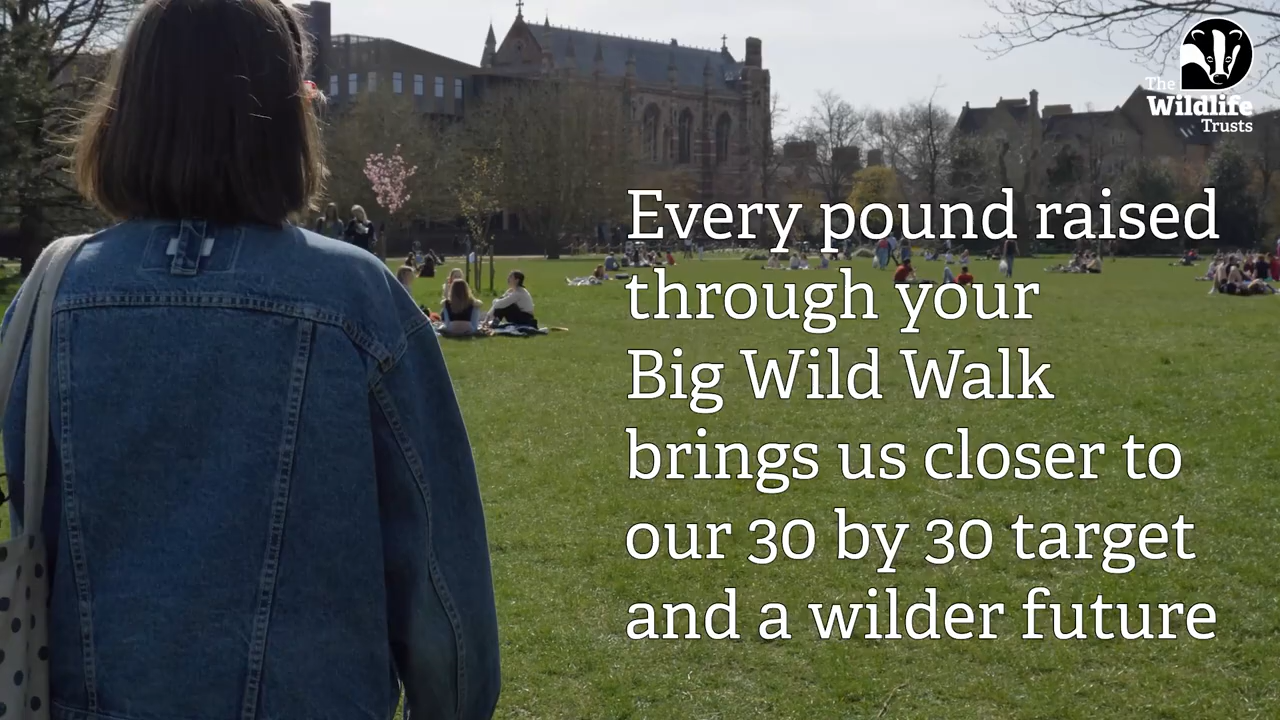 The
Wildlife
Trusts
Every pound raised
through your
Big Wild Walk
brings us closer to
our 30 by 30 target
and a wilder future